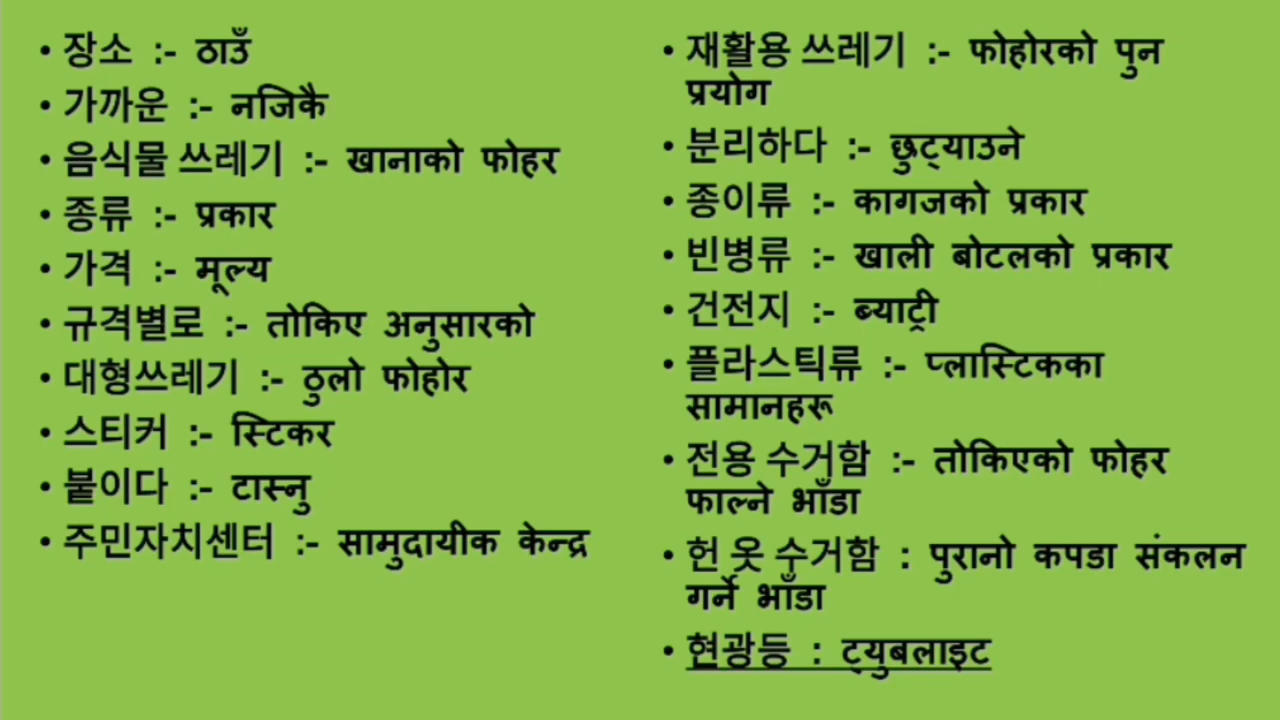 • 장소 :- ठाउँ
• 가까운 :- नजिकै
• 음식물 쓰레기 :- खानाको फोहर
• 종류 :- प्रकार
• 가격 :- मूल्य
• 규격별로 :- तोकिए अनुसारको
• 대형쓰레기 :- ठुलो फोहोर
• 스티커 :- स्टिकर
• 붙이다 :- टास्नु
• 주민자치센터 :- सामुदायीक केन्द्र
• 재활용 쓰레기 :- फोहोरको पुन
प्रयोग
• 분리하다 :- छुट्याउने
• 종이류 :- कागजको प्रकार
• 빈병류 :- खाली बोटलको प्रकार
• 건전지 :- ब्याट्री
• 플라스틱류 :- प्लास्टिकका
सामानहरू
• 전용 수거함 :- तोकिएको फोहर
फाल्ने भाँडा
• 헌 옷 수거함 : पुरानो कपडा संकलन
गर्ने भाँडा
• 현광등 : ट्युबलाइट